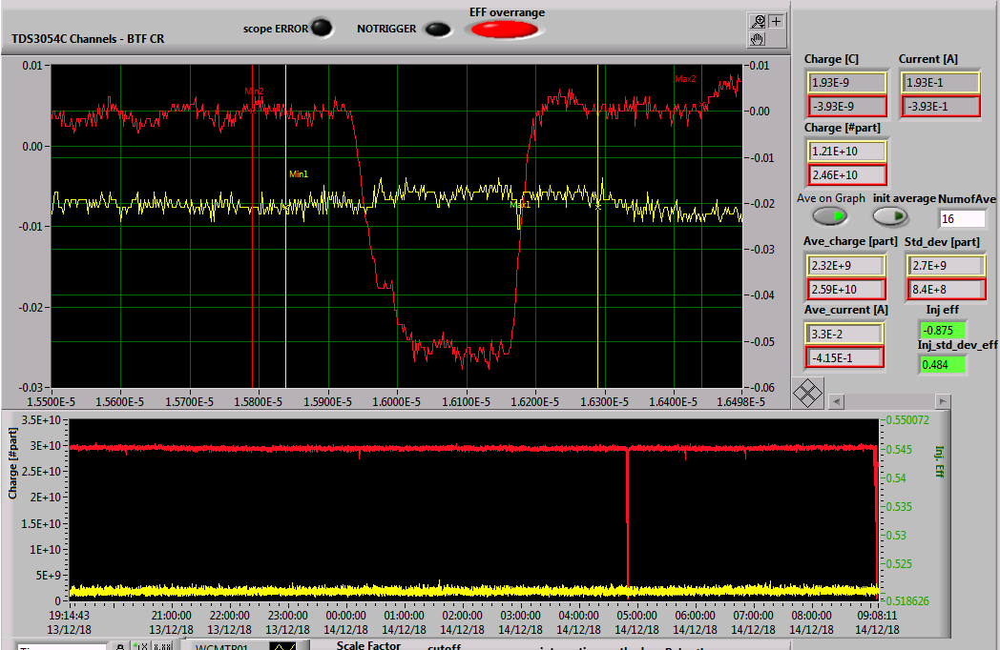 EFF overrange
scope ERROR
NOTRIGGER
TDS3054C Channels - BTF CR
0.01
0.00
-0.01
-0.02
-0.03
-0.01
-0.00
-0.01
-0.02
-0.03
-0.04
-0.05
-0.06
Min2
Max2
Min1
Max1
1.5500E-5 1.5600E-5 1.5700E-5 1.5800E-5 1.5900E-5 1.6000E-5 1.6100E-5 1.6200E-5 1.6300E-5 1.6400E-5 1.6498E-5
Charge [C] Current [A]
1.93E-9 1.93E-1
-3.93E-9 -3.93E-1
Charge [#part]
1.21E+10
2.46E+10
Ave on Graph init average NumofAve
16
Ave_charge [part] Std_dev [part]
2.32E+9 2.7E+9
2.59E+10 8.4E+8
Ave_current [A] Inj eff
3.3E-2 -0.875
-4.15E-1 Inj_std_dev_eff
0.484
Charge [#part]
3.5E+10
3E+10
2.5E+10
2E+10
1.5E+10
1E+10
5E+9
0
0.550072
0.545
0.54
0.535
0.53
0.525
0.518626
Inj. Eff
19:14:43 21:00:00 22:00:00 23:00:00 00:00:00 01:00:00 02:00:00 03:00:00 04:00:00 05:00:00 06:00:00 07:00:00 08:00:00 09:08:11
13/12/18 13/12/18 13/12/18 13/12/18 14/12/18 14/12/18 14/12/18 14/12/18 14/12/18 14/12/18 14/12/18 14/12/18 14/12/18 14/12/18
Scale Factor
cutoff